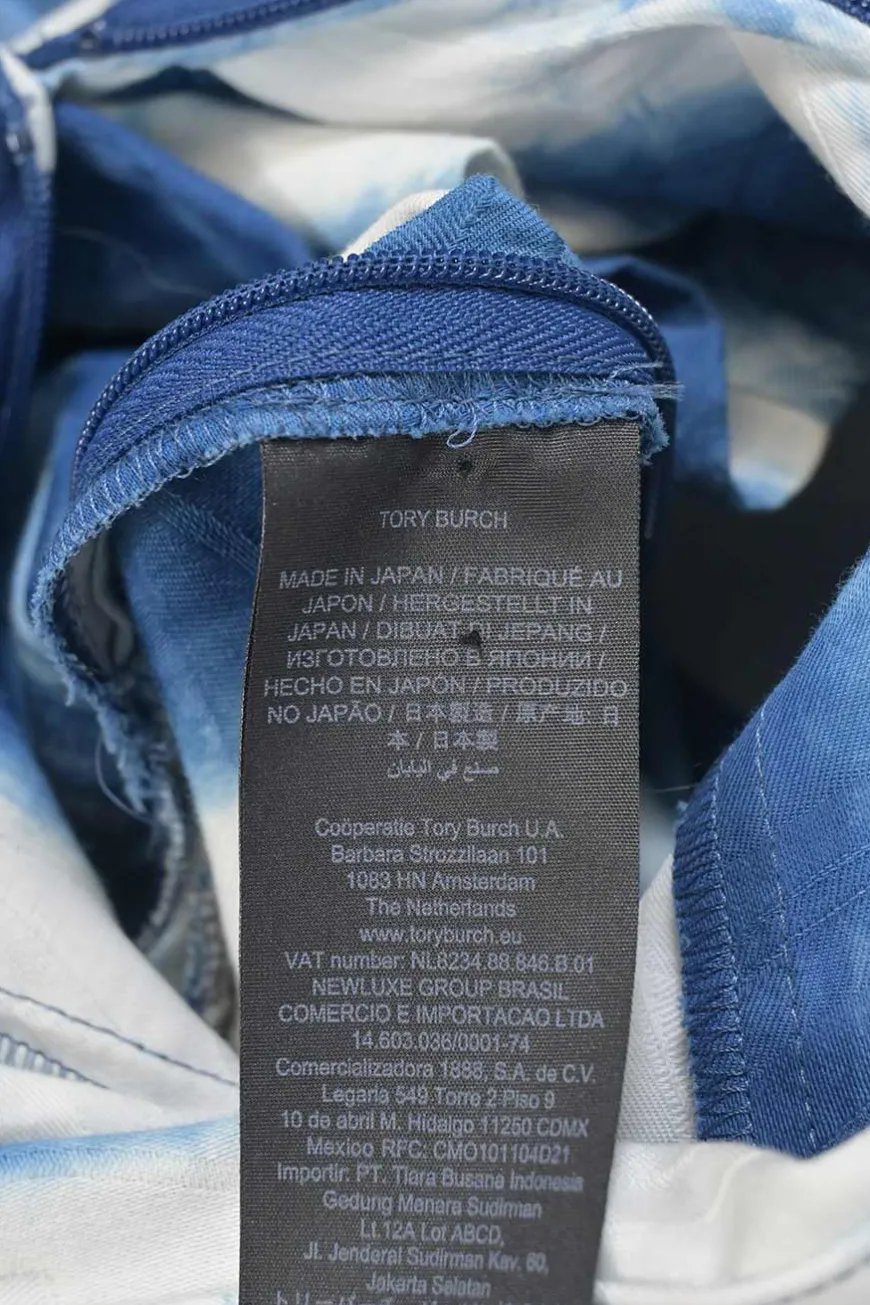 TORY BURCH
MADE IN JAPAN / FABRIQUÉ AU
JAPON / HERGESTELLT IN
JAPAN / DIBUAT DI JEPANG /
ИЗГОТОВЛЕНО В ЯПОНИИ /
HECHO EN JAPON / PRODUZIDO
NO JAPÃO / 日本製造 / 原产地: 日
本 / 日本製
صنع في اليابان
Coöperatie Tory Burch U.A.
Barbara Strozzilaan 101
1083 HN Amsterdam
The Netherlands
www.toryburch.eu
VAT number: NL8234.88.846.B.01
NEWLUXE GROUP BRASIL
COMERCIO E IMPORTACAO LTDA
14.603.036/0001-74
Comercializadora 1888, S.A. de C.V.
Legaria 549 Torre 2 Piso 9
10 de abril M. Hidalgo 11250 CDMX
Mexico RFC: CMO101104D21
Importir: PT. Tiara Busana Indonesia
Gedung Menara Sudirman
Lt.12A Lot ABCD,
Jl. Jenderal Sudirman Kav. 60,
Jakarta Selatan